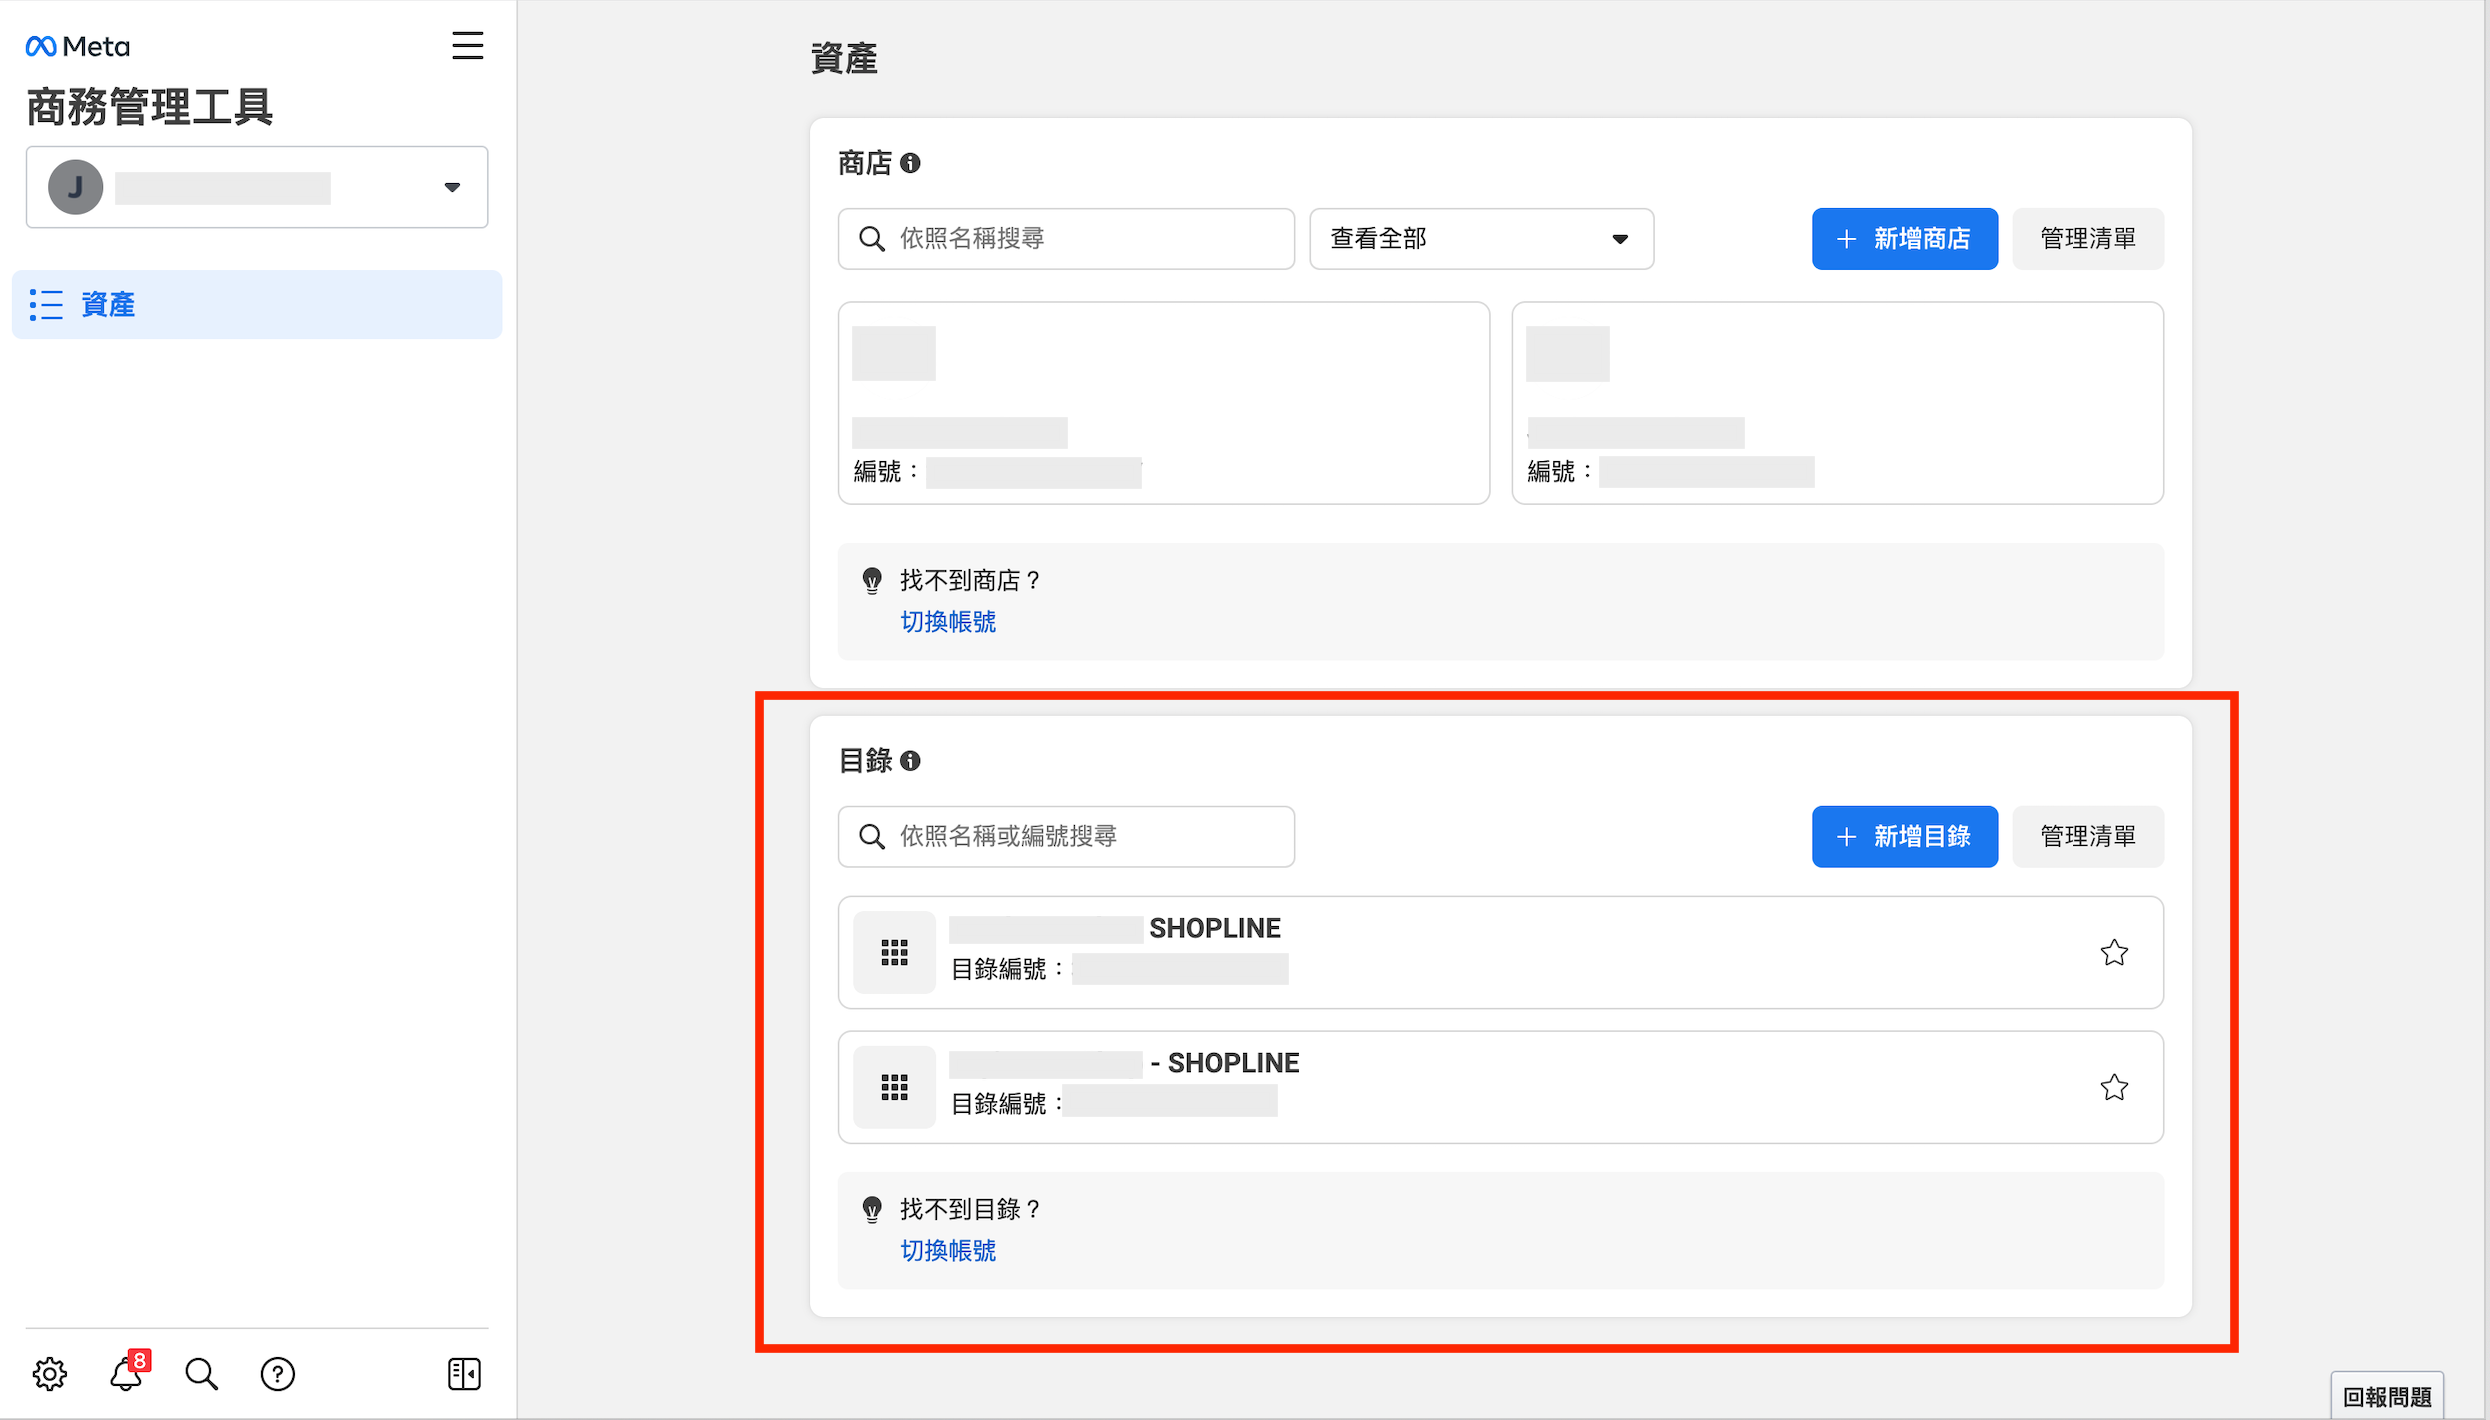 Meta
商務管理工具
J
資產
8
資產
商店
依照名稱搜尋
查看全部
+ 新增商店
管理清單
編號：
編號：
找不到商店？
切換帳號
目錄
依照名稱或編號搜尋
+ 新增目錄
管理清單
SHOPLINE
目錄編號：
- SHOPLINE
目錄編號：
找不到目錄？
切換帳號
回報問題